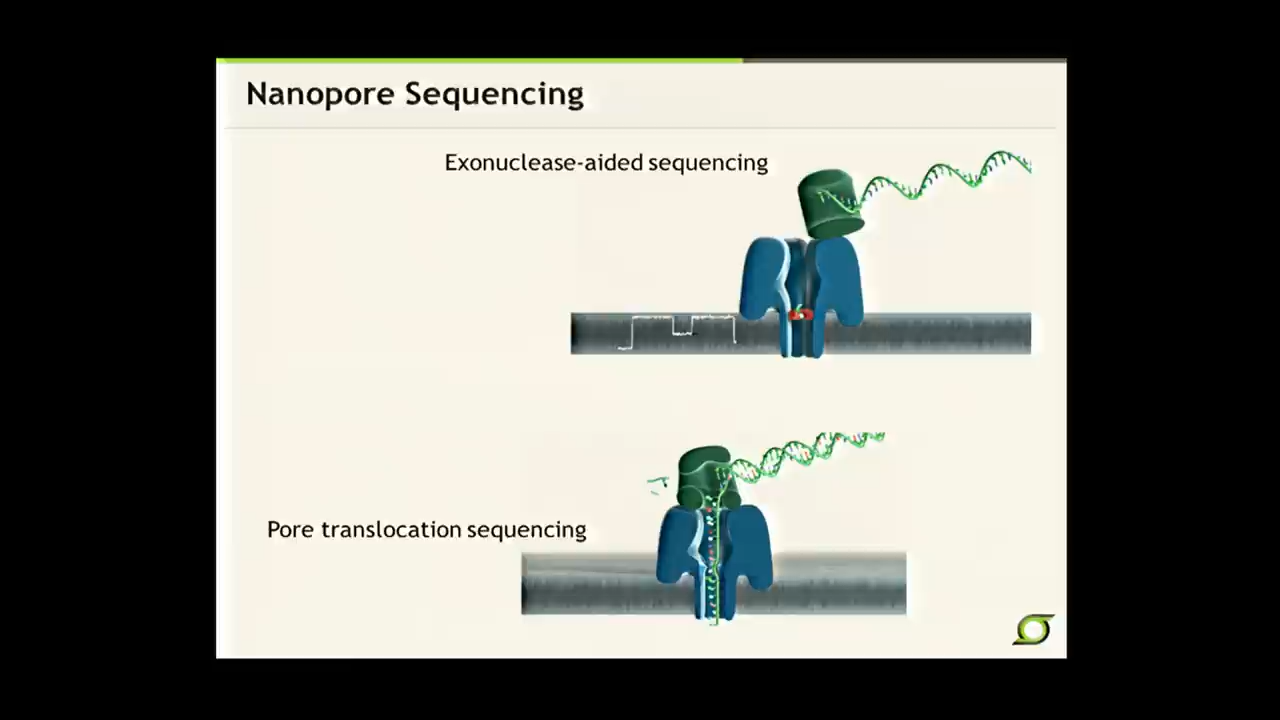 Nanopore Sequencing
Exonuclease-aided sequencing
Pore translocation sequencing